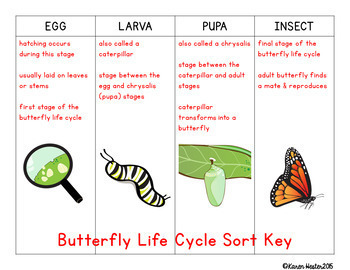 EGG
hatching occurs
during this stage
usually laid on leaves
or stems
first stage of the
butterfly life cycle
LARVA
also called a
caterpillar
stage between the
egg and chrysalis
(pupa) stages
PUPA
also called a chrysalis
stage between the
caterpillar and adult
stages
caterpillar
transforms into a
butterfly
INSECT
final stage of the
butterfly life cycle
adult butterfly finds
a mate & reproduces
Butterfly Life Cycle Sort Key
©Karen Hester2015